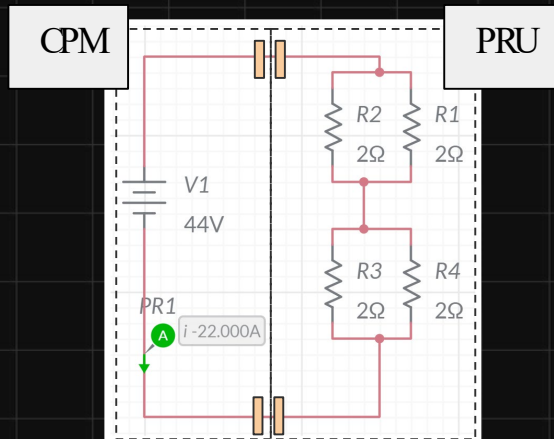 CPM
PRU
R2
R1
2Ω
2Ω
V1
44V
R3
R4
2Ω
2Ω
PR1
A
i -22.000A